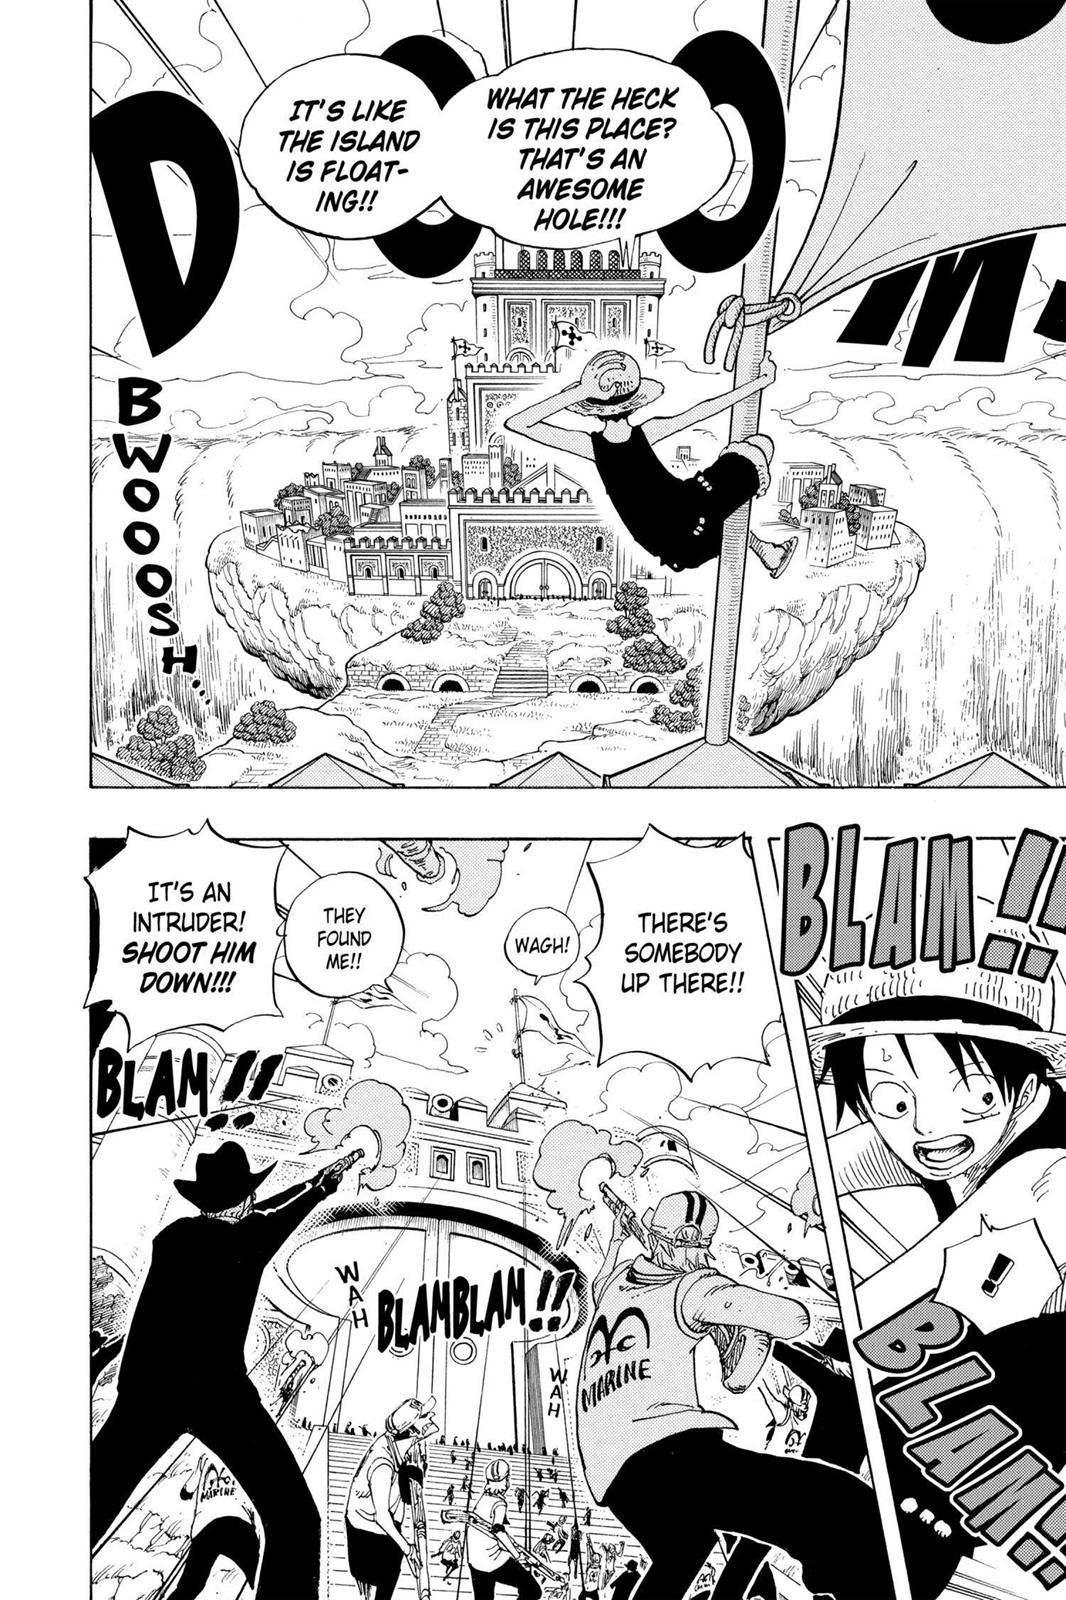 DOOOM..
WHAT THE HECK
IS THIS PLACE?
THAT'S AN
AWESOME
HOLE!!!
IT'S LIKE
THE ISLAND
IS FLOAT-
ING!!
BWOOOSH...
BLAM!!
THERE'S
SOMEBODY
UP THERE!!
WAGH!
THEY
FOUND
ME!!
IT'S AN
INTRUDER!
SHOOT HIM
DOWN!!!
BLAM!!
!!
BLAMBLAM!!
WAH
WAH
MARINE
MARINE
BLAM!!